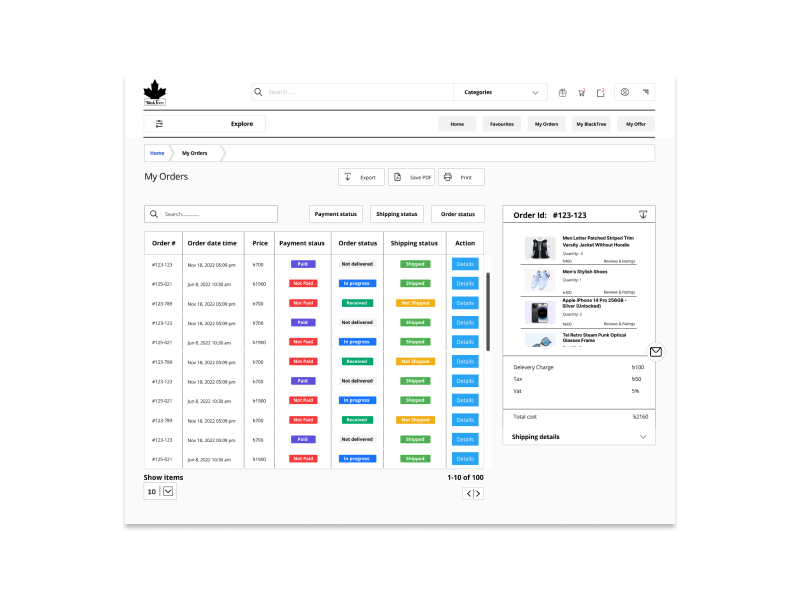 BlackTree
Search......
Categories
Explore
Home
Favourites
My Orders
My BlackTree
My Offer
Home
My Orders
My Orders
Export
Save PDF
Print
Search............
Payment status
Shipping status
Order status
Order # Order date time Price Payment staus Order status Shipping status Action
#123-123 Nov 18, 2022 05:09 pm ৳700 Paid Not delivered Shipped Details
#125-021 Jun 8, 2022 10:30 am ৳1900 Not Paid In progress Shipped Details
#123-789 Nov 18, 2022 05:09 pm ৳700 Not Paid Received Not Shipped Details
#123-123 Nov 18, 2022 05:09 pm ৳700 Paid Not delivered Shipped Details
#125-021 Jun 8, 2022 10:30 am ৳1900 Not Paid In progress Shipped Details
#123-789 Nov 18, 2022 05:09 pm ৳700 Not Paid Received Not Shipped Details
#123-123 Nov 18, 2022 05:09 pm ৳700 Paid Not delivered Shipped Details
#125-021 Jun 8, 2022 10:30 am ৳1900 Not Paid In progress Shipped Details
#123-789 Nov 18, 2022 05:09 pm ৳700 Not Paid Received Not Shipped Details
#123-123 Nov 18, 2022 05:09 pm ৳700 Paid Not delivered Shipped Details
#125-021 Jun 8, 2022 10:30 am ৳1900 Not Paid In progress Shipped Details
Show items
10
1-10 of 100
Order Id: #123-123
Men Letter Patched Striped Trim
Varsity Jacket Without Hoodie
Quantity: 3
৳460 Reviews & Ratings
Men's Stylish Shoes
Quantity: 1
৳400 Reviews & Ratings
Apple iPhone 14 Pro 256GB -
Silver (Unlocked)
Quantity: 2
৳600 Reviews & Ratings
Tei Retro Steam Punk Optical
Glasses Frame
Delevery Charge ৳100
Tax ৳50
Vat 5%
Total cost ৳2160
Shipping details